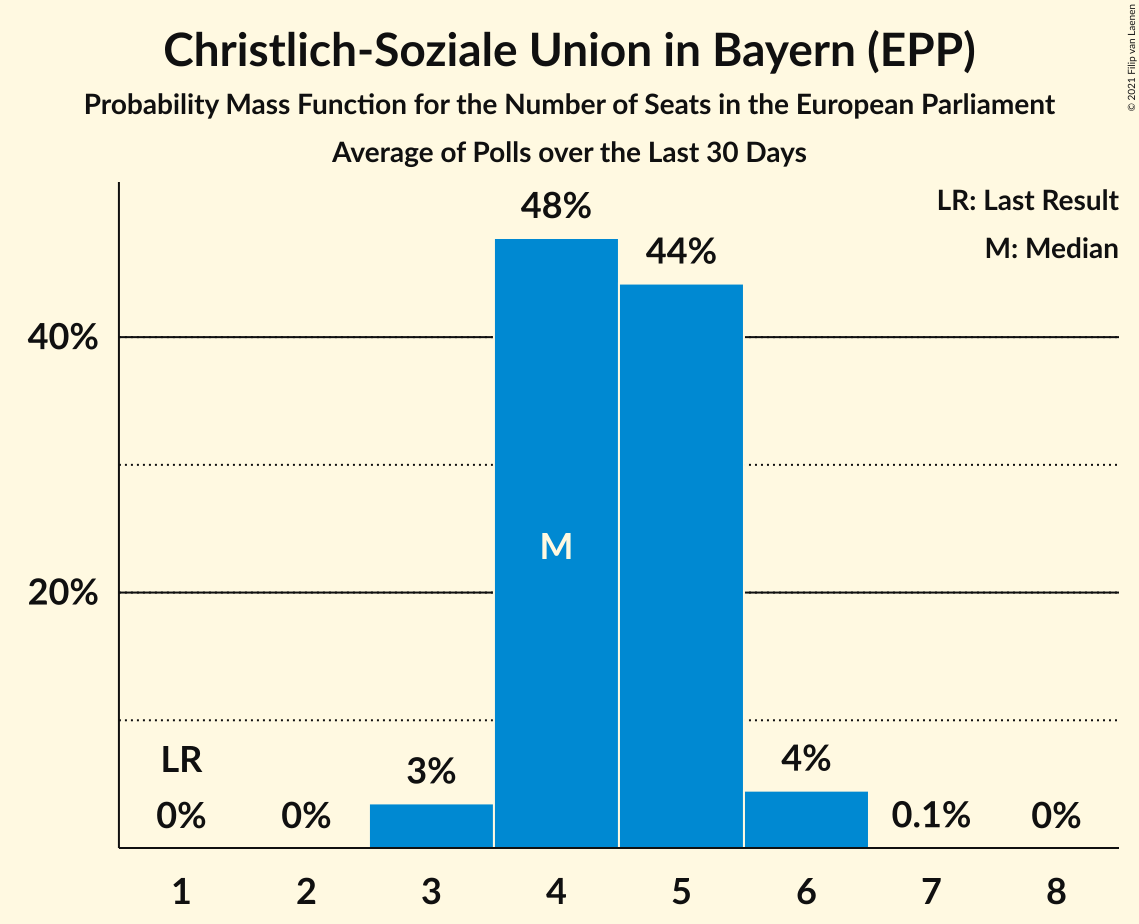 Christlich-Soziale Union in Bayern (EPP)
Probability Mass Function for the Number of Seats in the European Parliament
Average of Polls over the Last 30 Days
© 2021 Filip van Laenen
LR: Last Result
M: Median
48%
44%
40%
M
20%
LR
0%
0%
3%
4%
0.1%
0%
1 2 3 4 5 6 7 8